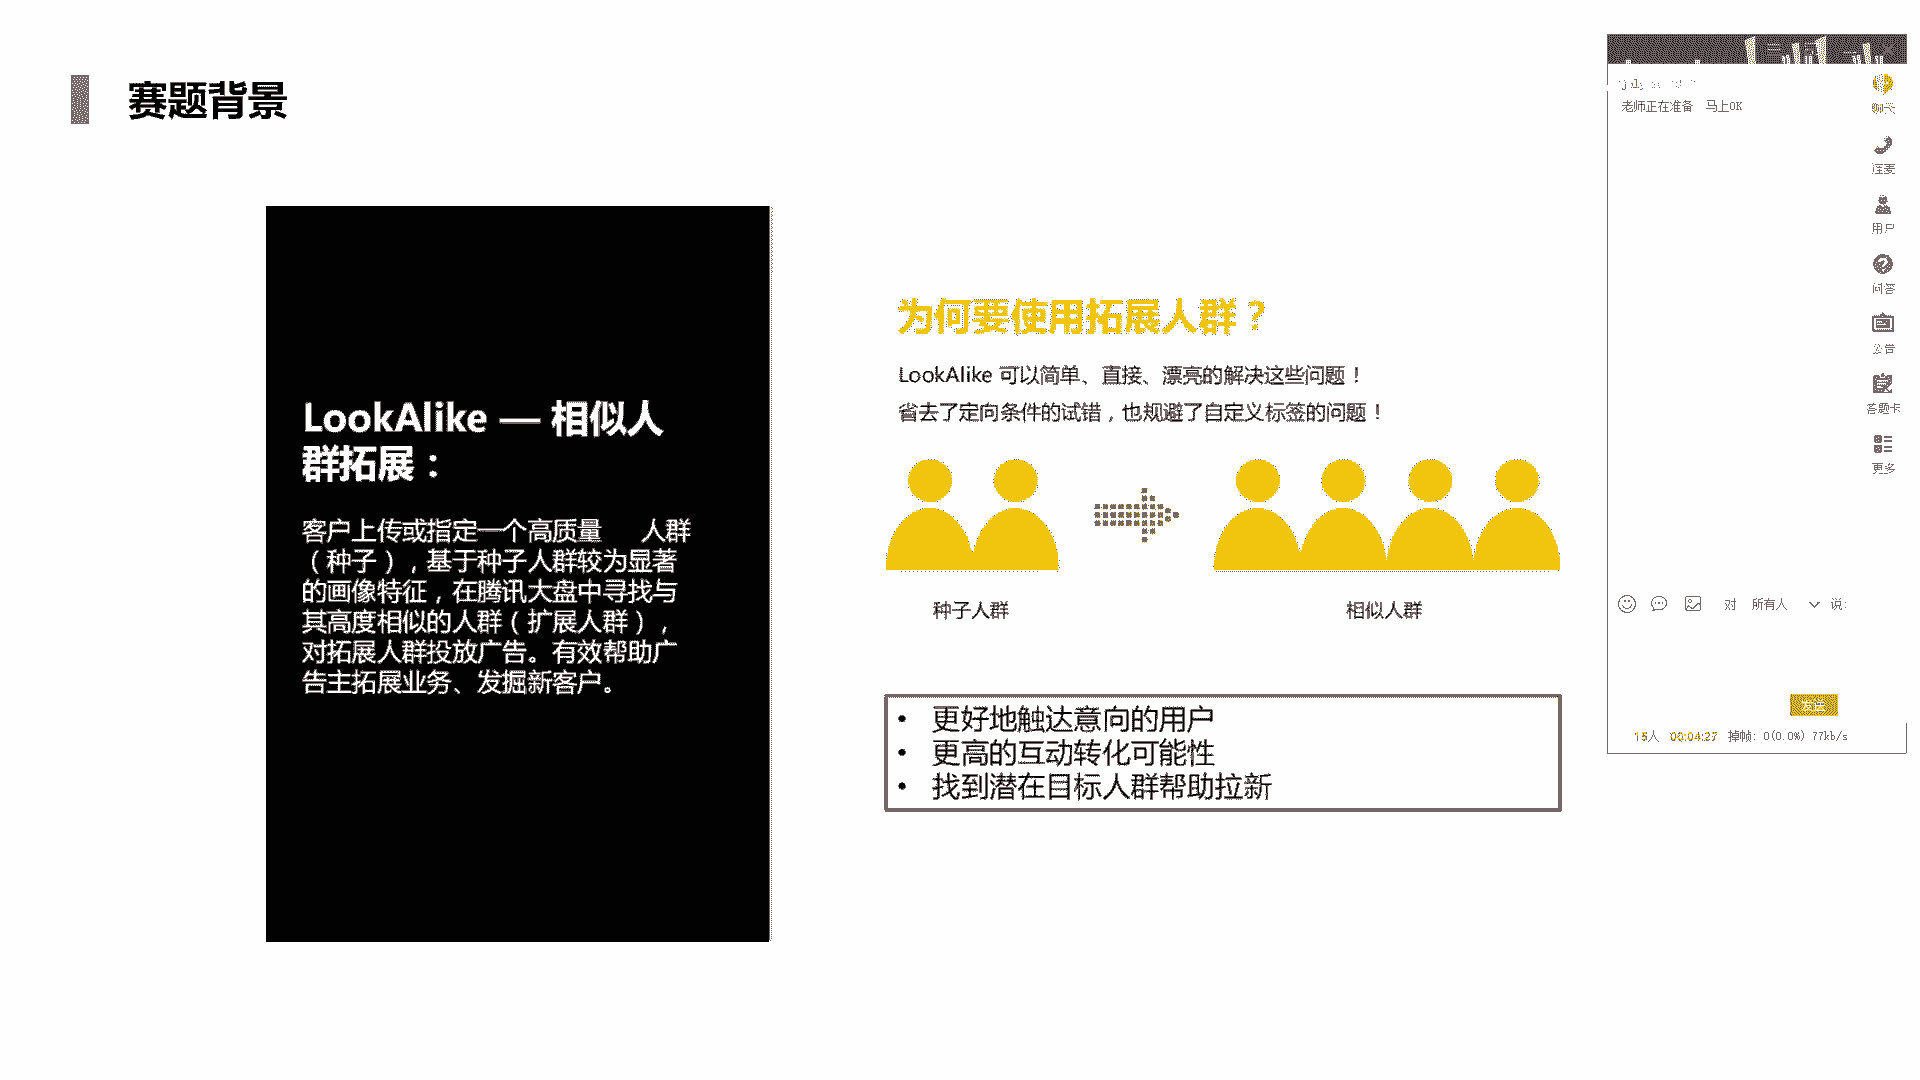 赛题背景
LookAlike — 相似人
群拓展：
客户上传或指定一个高质量 人群
（种子），基于种子人群较为显著
的画像特征，在腾讯大盘中寻找与
其高度相似的人群（扩展人群），
对拓展人群投放广告。有效帮助广
告主拓展业务、发掘新客户。
为何要使用拓展人群？
LookAlike 可以简单、直接、漂亮的解决这些问题！
省去了定向条件的试错，也规避了自定义标签的问题！
种子人群
相似人群
• 更好地触达意向的用户
• 更高的互动转化可能性
• 找到潜在目标人群帮助拉新
老师正在准备 马上OK
聊天
连麦
用户
问答
公告
答题卡
更多
对 所有人 说:
发送
15人 00:04:27 掉帧: 0(0.0%) 77kb/s